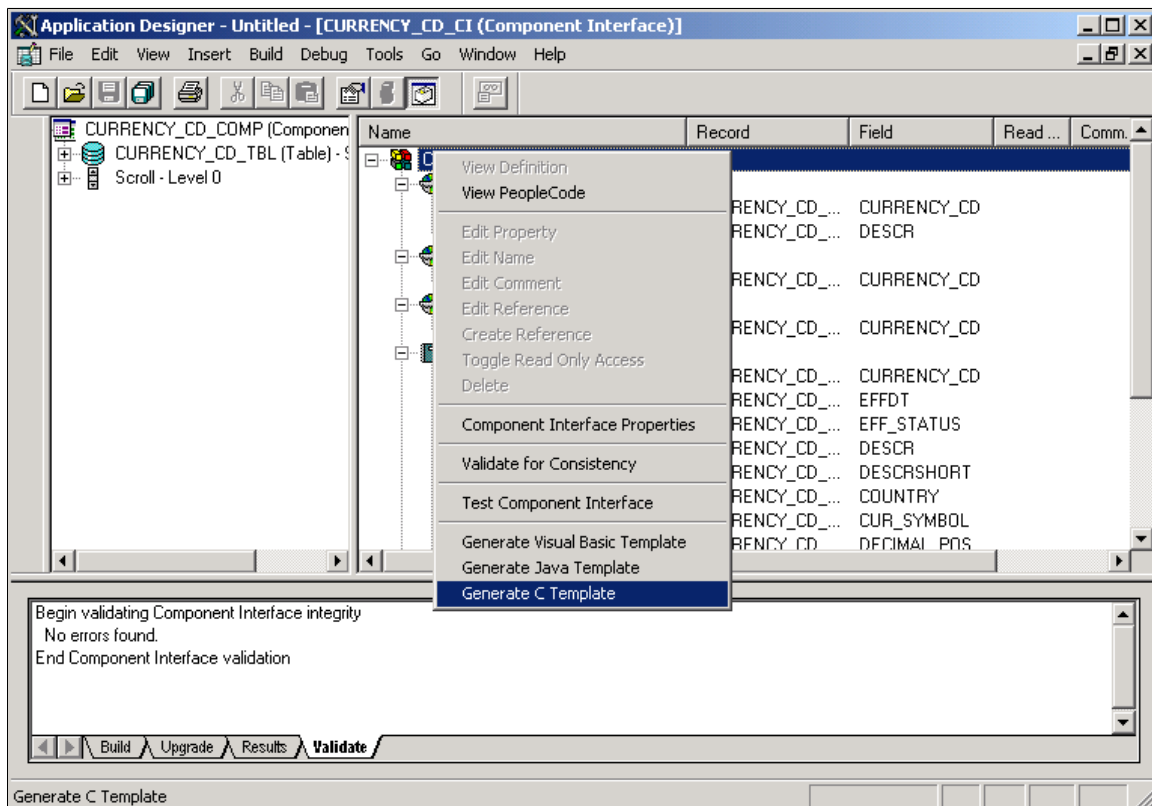 Application Designer - Untitled - [CURRENCY_CD_CI (Component Interface)]
File Edit View Insert Build Debug Tools Go Window Help
CURRENCY_CD_COMP (Componen
CURRENCY_CD_TBL (Table) -
Scroll - Level 0
Name Record Field Read ... Comm.
C
RENCY_CD_... CURRENCY_CD
RENCY_CD_... DESCR
RENCY_CD_... CURRENCY_CD
RENCY_CD_... CURRENCY_CD
RENCY_CD_... CURRENCY_CD
RENCY_CD_... EFFDT
RENCY_CD_... EFF_STATUS
RENCY_CD_... DESCR
RENCY_CD_... DESCRSHORT
RENCY_CD_... COUNTRY
RENCY_CD_... CUR_SYMBOL
RENCY_CD DECIMAL_POS
View Definition
View PeopleCode
Edit Property
Edit Name
Edit Comment
Edit Reference
Create Reference
Toggle Read Only Access
Delete
Component Interface Properties
Validate for Consistency
Test Component Interface
Generate Visual Basic Template
Generate Java Template
Generate C Template
Begin validating Component Interface integrity
No errors found.
End Component Interface validation
Build Upgrade Results Validate
Generate C Template